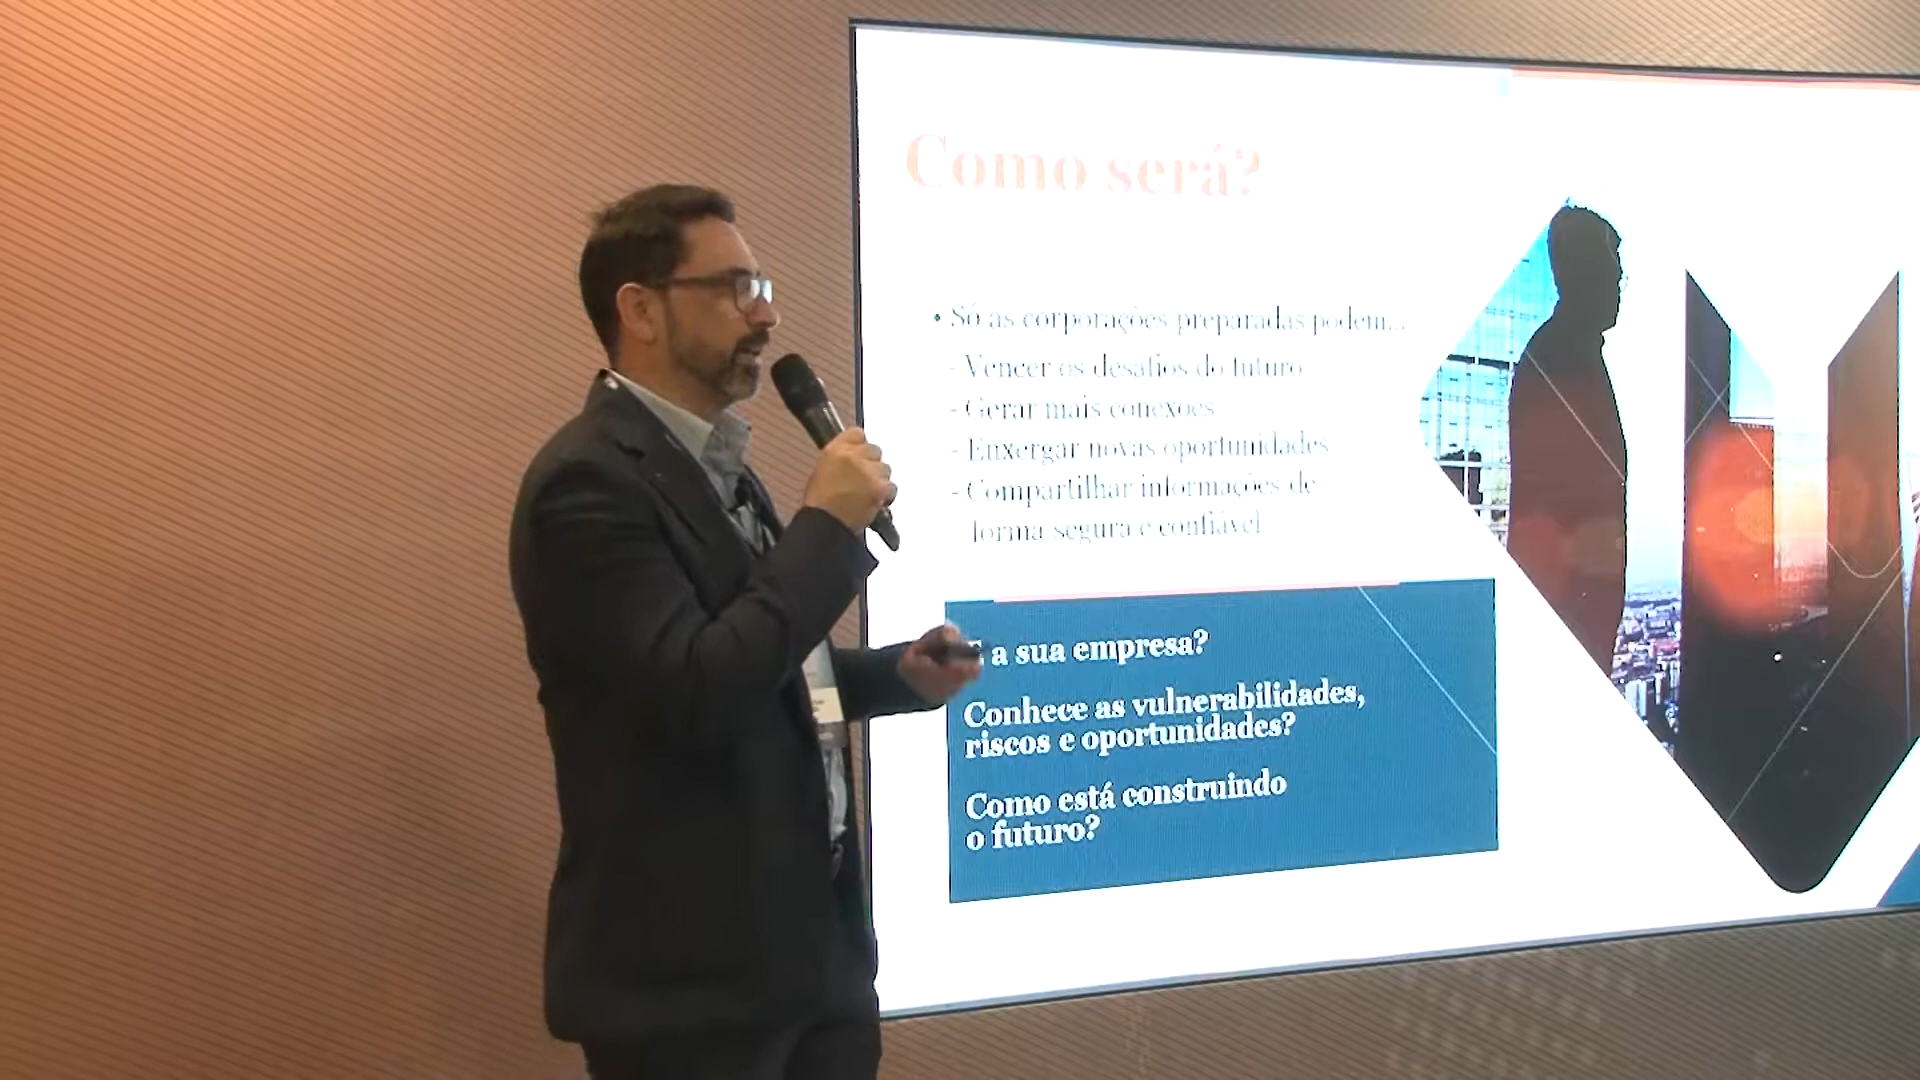 Como será?
• Só as corporações preparadas podem...
- Vencer os desafios do futuro
- Gerar mais conexões
- Enxergar novas oportunidades
- Compartilhar informações de
forma segura e confiável
a sua empresa?
Conhece as vulnerabilidades,
riscos e oportunidades?
Como está construindo
o futuro?